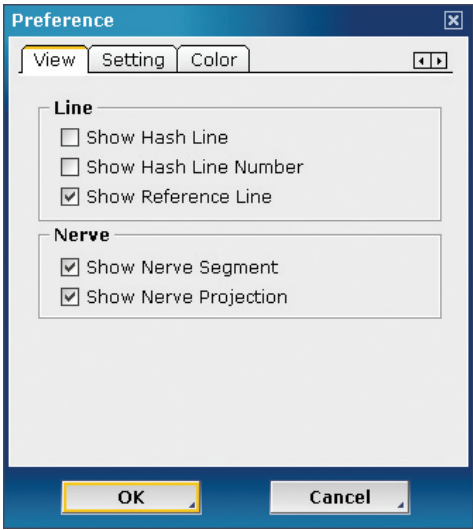 Preference
View Setting Color
Line
Show Hash Line
Show Hash Line Number
Show Reference Line
Nerve
Show Nerve Segment
Show Nerve Projection
OK Cancel